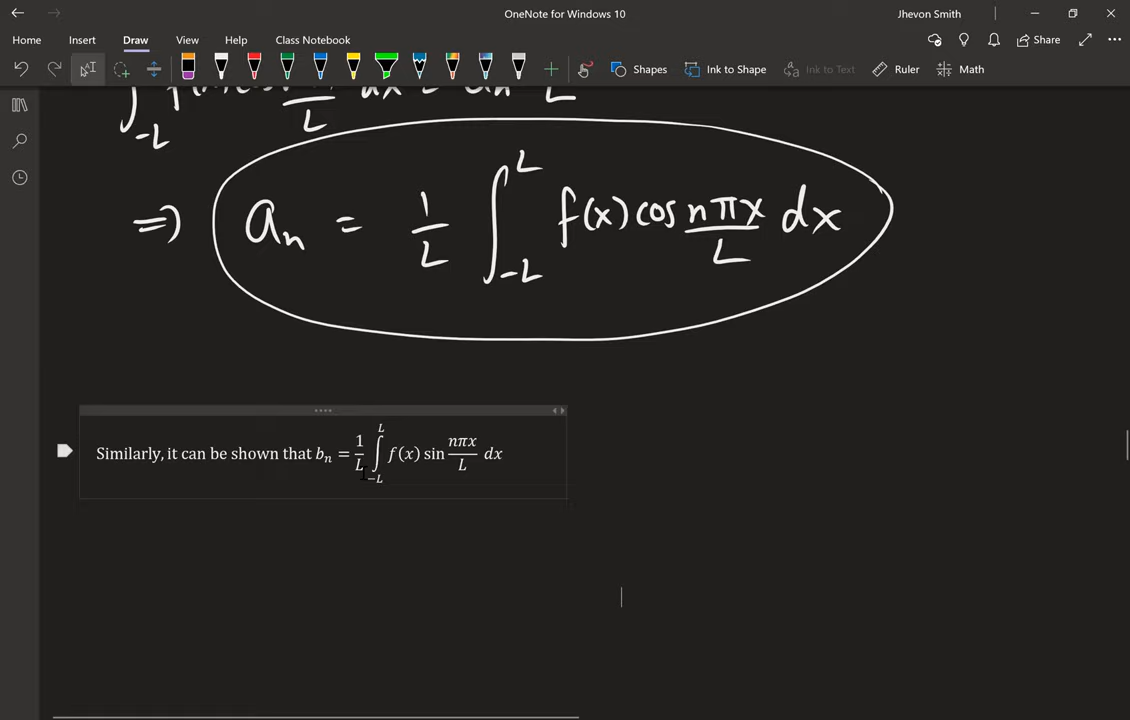 OneNote for Windows 10
Jhevon Smith
Home Insert Draw View Help Class Notebook
Share
Shapes Ink to Shape Ink to Text Ruler Math
-L L L
=> aₙ = 1/L ∫_{-L}^{L} f(x) cos nπx/L dx
Similarly, it can be shown that bₙ = 1/L ∫_{−L}^{L} f(x) sin nπx/L dx